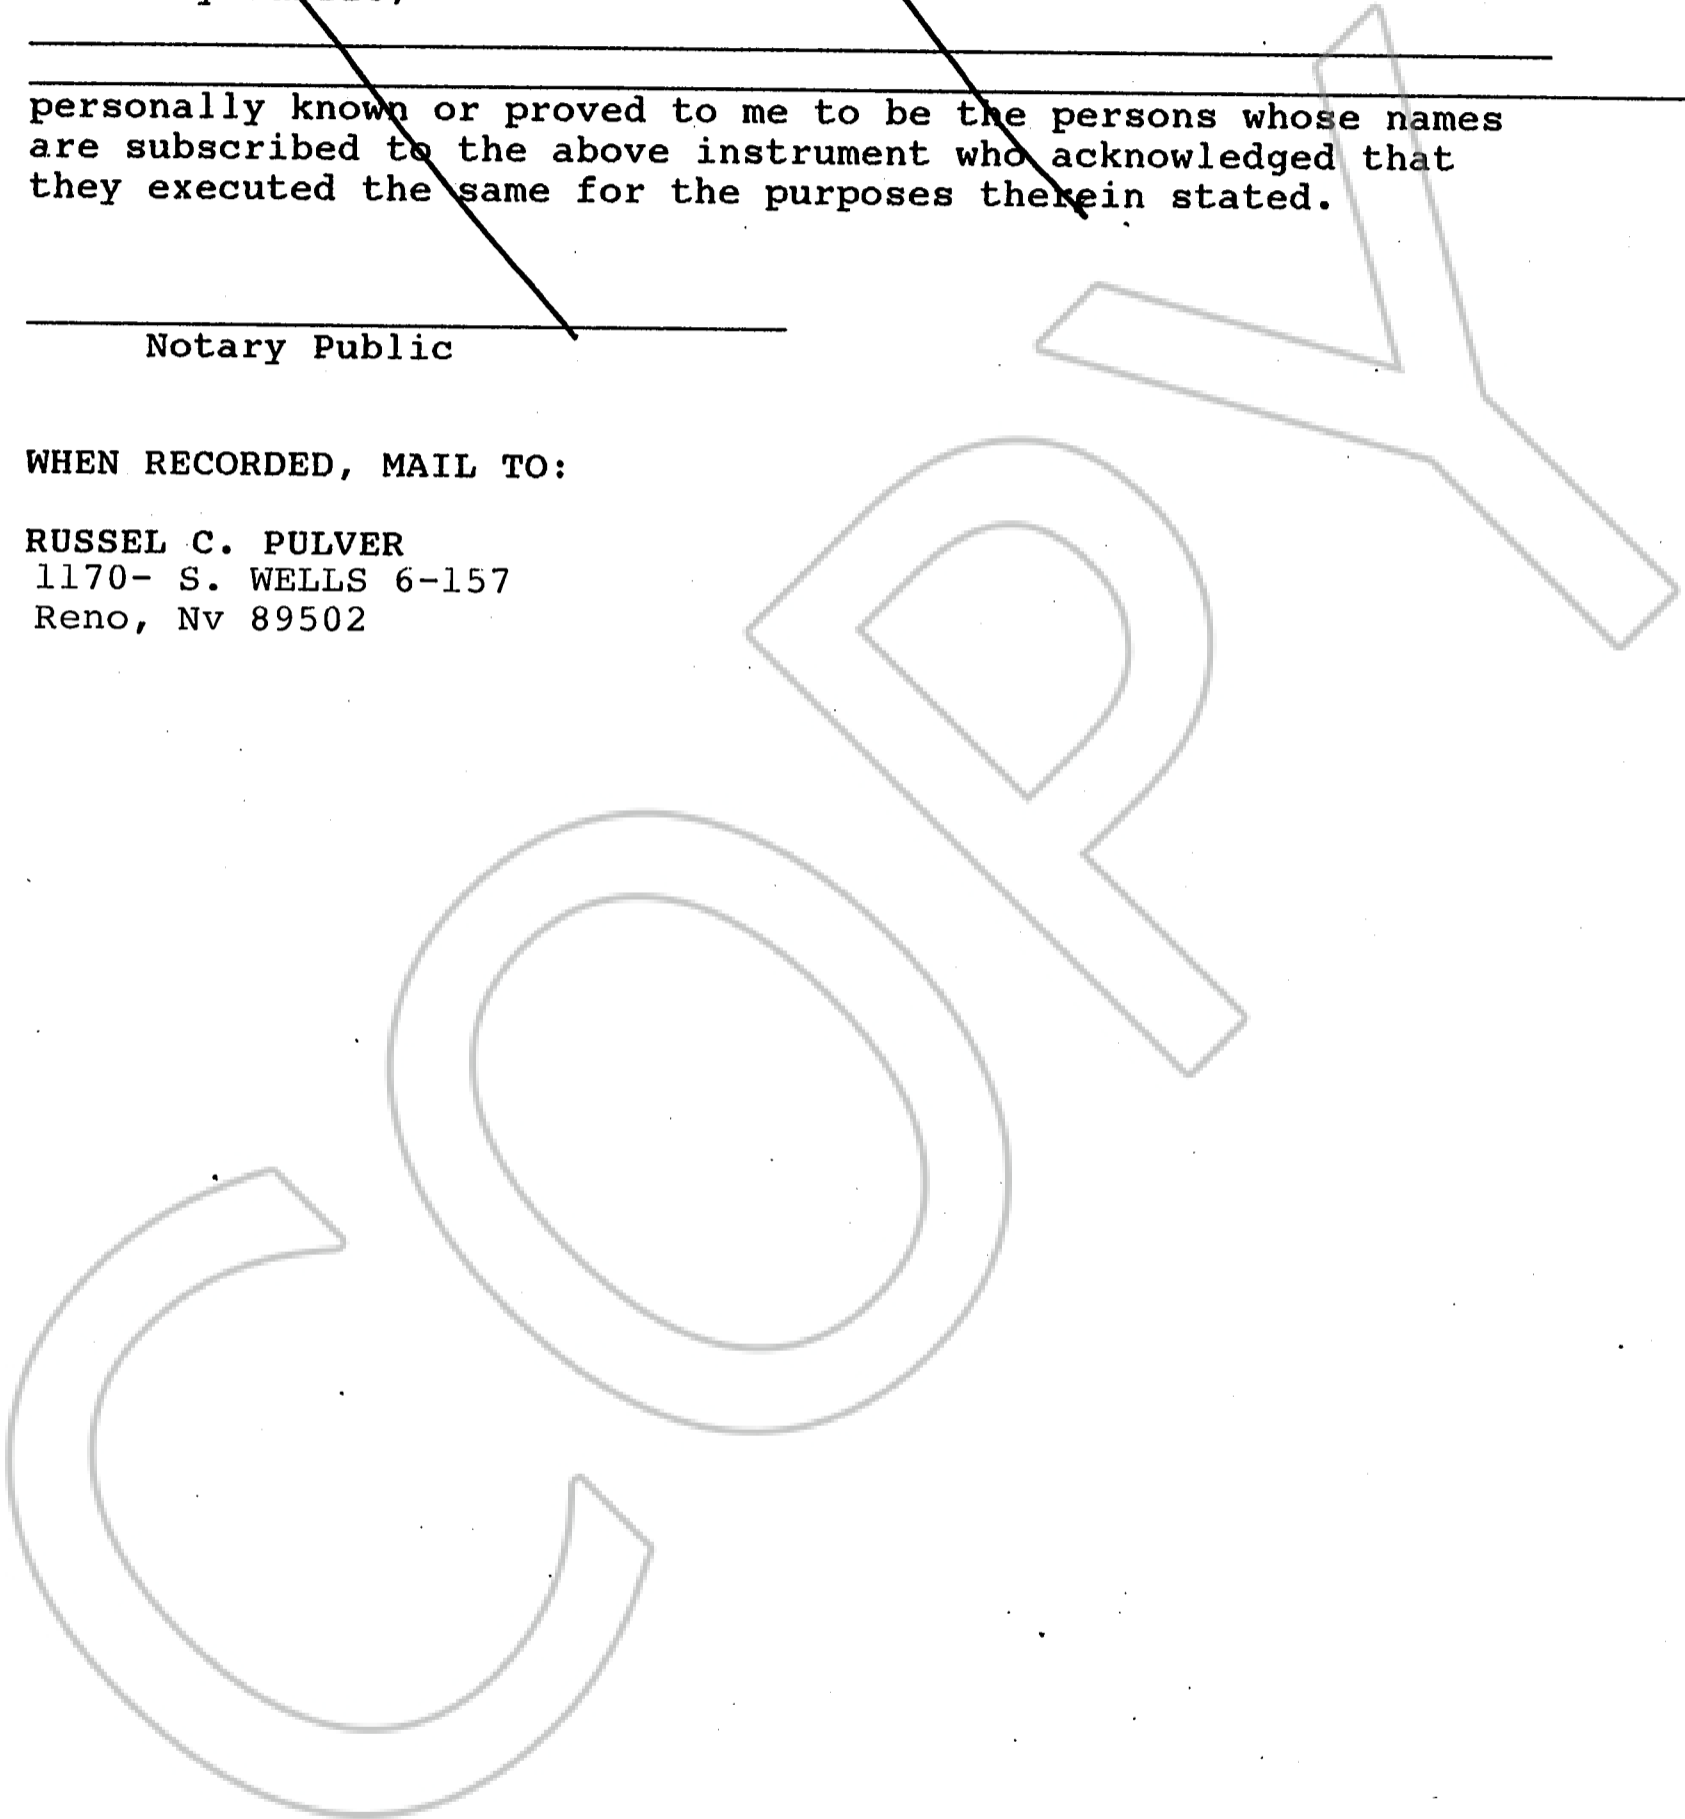 personally known or proved to me to be the persons whose names
are subscribed to the above instrument who acknowledged that
they executed the same for the purposes therein stated.
Notary Public
WHEN RECORDED, MAIL TO:
RUSSEL C. PULVER
1170- S. WELLS 6-157
Reno, Nv 89502
COPY